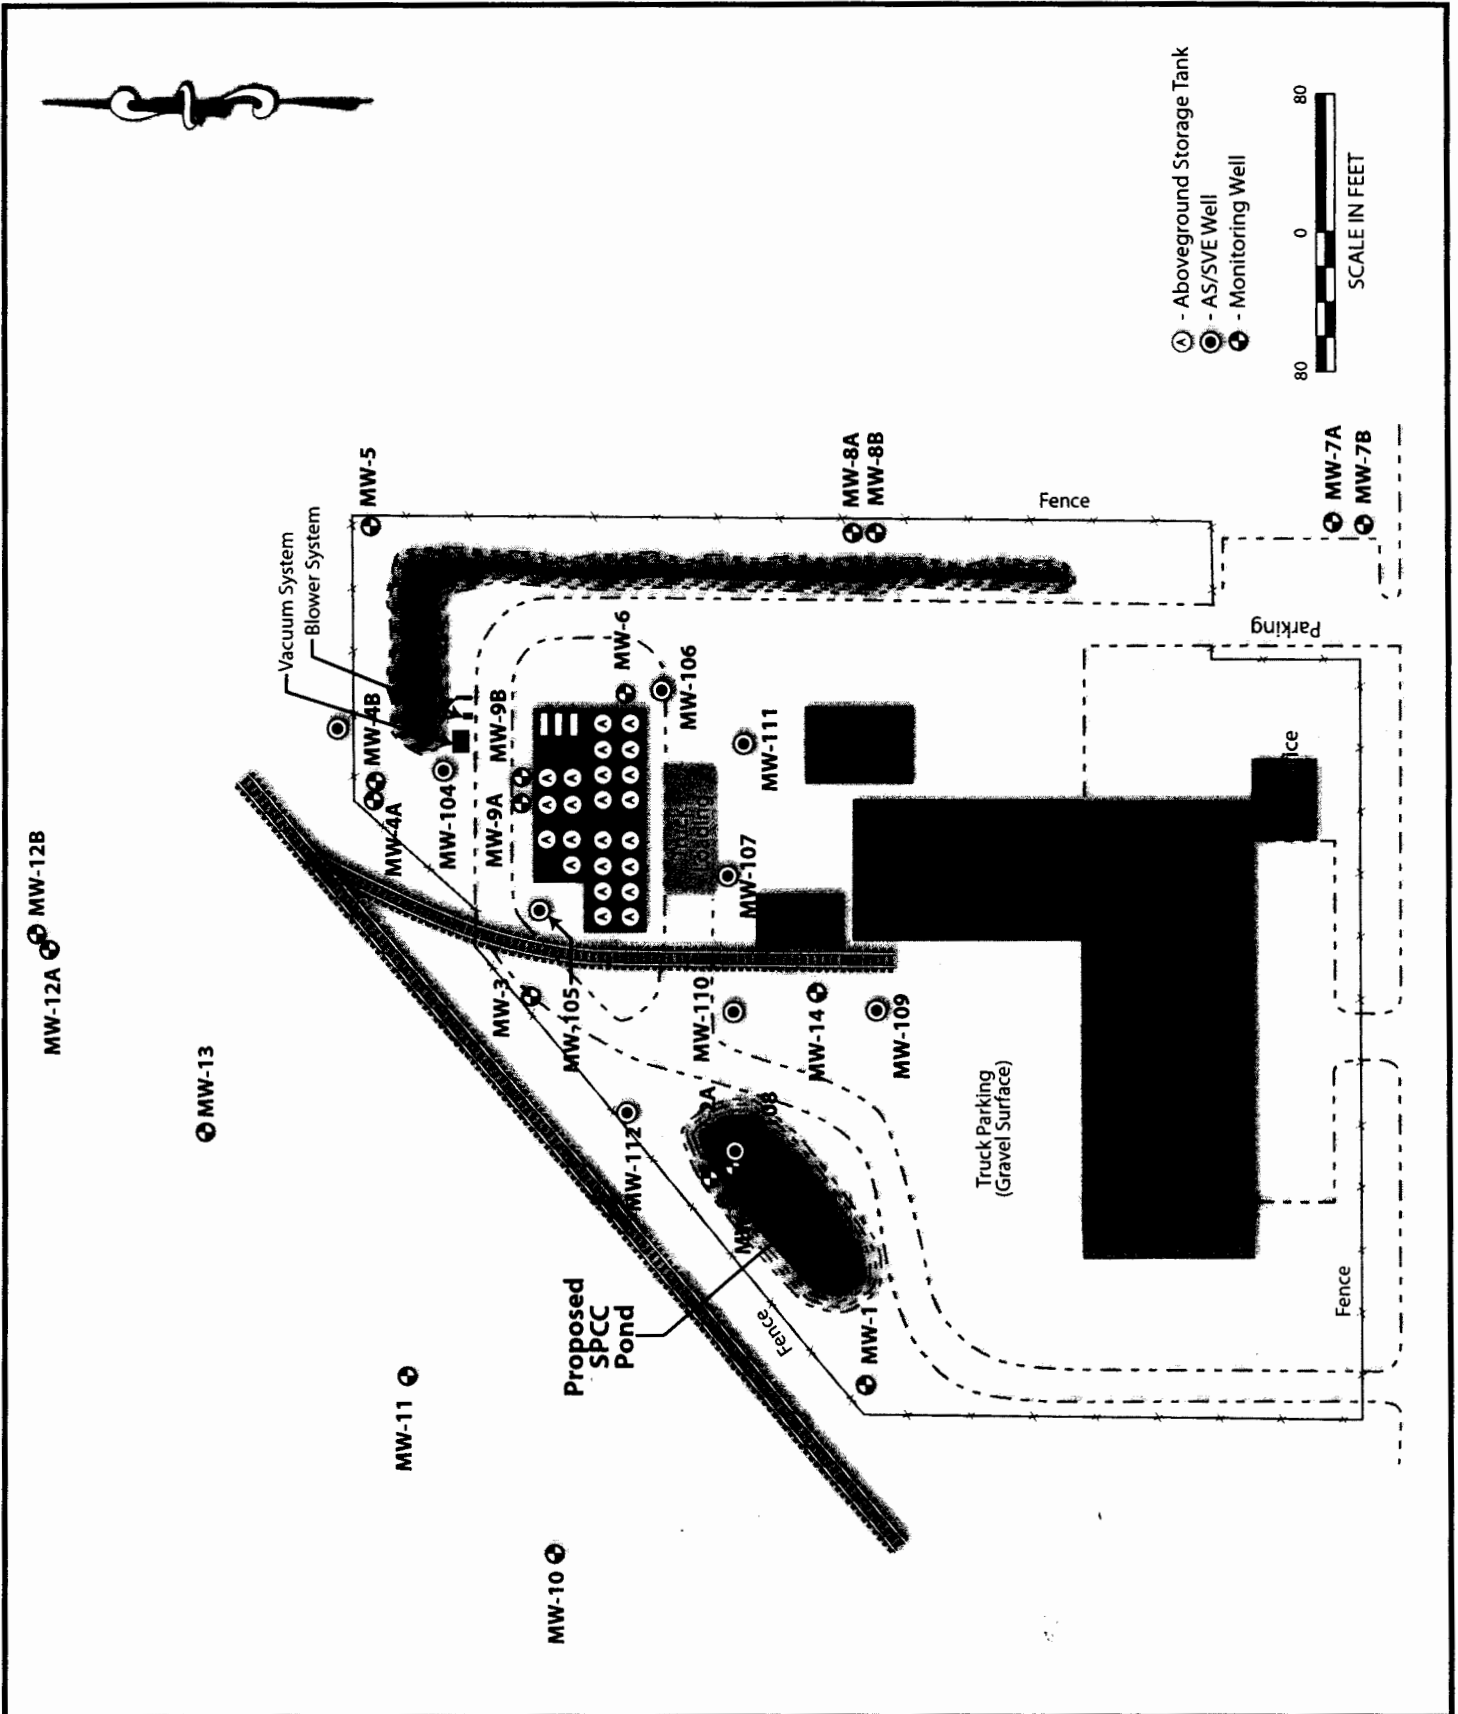 MW-12A
MW-12B
MW-13
MW-11
MW-10
Vacuum System
Blower System
MW-5
MW-4B
MW-4A
MW-104
MW-9A
MW-9B
MW-6
MW-106
MW-111
MW-107
MW-3
MW-105
MW-110
MW-14
MW-109
MW-112
Proposed
SPCC
Pond
Fence
MW-1
Truck Parking
(Gravel Surface)
Fence
MW-8A
MW-8B
Fence
Parking
MW-7A
MW-7B
A - Aboveground Storage Tank
- AS/SVE Well
- Monitoring Well
80 0 80
SCALE IN FEET